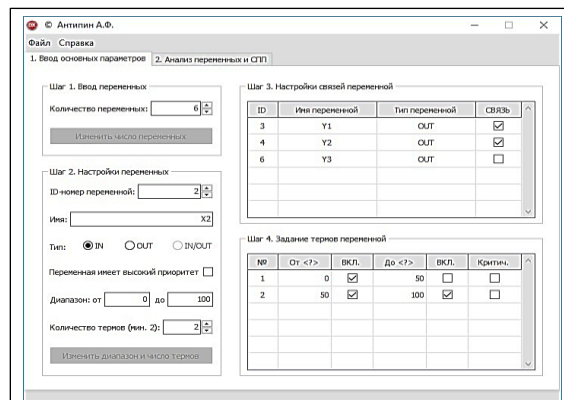 © Антипин А.Ф.
Файл Справка
1. Ввод основных параметров 2. Анализ переменных и СПП
Шаг 1. Ввод переменных
Количество переменных: 6
Изменить число переменных
Шаг 2. Настройки переменных
ID-номер переменной: 2
Имя: X2
Тип: IN OUT IN/OUT
Переменная имеет высокий приоритет
Диапазон: от 0 до 100
Количество термов (мин. 2): 2
Изменить диапазон и число термов
Шаг 3. Настройки связей переменной
ID Имя переменной Тип переменной СВЯЗЬ
3 Y1 OUT
4 Y2 OUT
6 Y3 OUT
Шаг 4. Задание термов переменной
№ От <?> ВКЛ. До <?> ВКЛ. Критич.
1 0 50
2 50 100